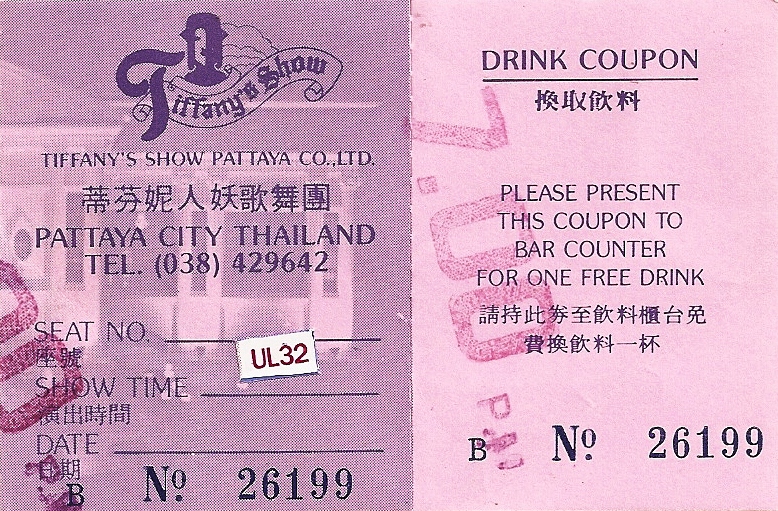 Tiffany's Show
TIFFANY'S SHOW PATTAYA CO.,LTD.
蒂芬妮人妖歌舞團
PATTAYA CITY THAILAND
TEL. (038) 429642
SEAT NO.
座號
UL32
SHOW TIME
演出時間
DATE
日期
B Nº 26199
DRINK COUPON
換取飲料
PLEASE PRESENT
THIS COUPON TO
BAR COUNTER
FOR ONE FREE DRINK
請持此券至飲料櫃台免
費換飲料一杯
B Nº 26199
7.00 PM